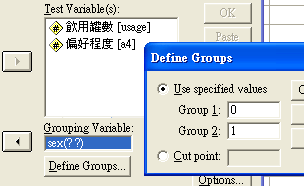 Test Variable(s):
飲用罐數 [usage]
偏好程度 [a4]
OK
Paste
Define Groups
Use specified values
Group 1: 0
Group 2: 1
Cut point:
Grouping Variable:
sex(? ?)
Define Groups...
Options...